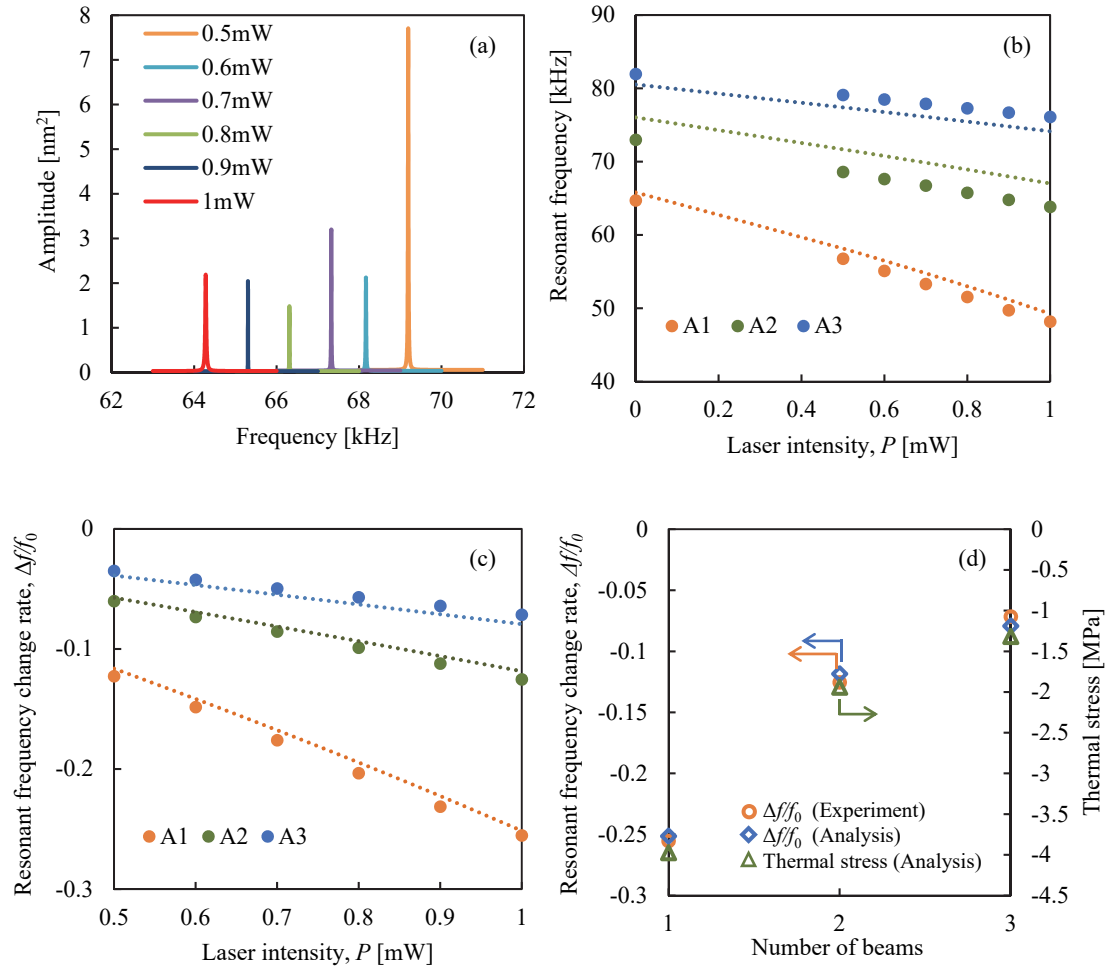 (a)
Amplitude [nm²]
8
7
6
5
4
3
2
1
0
0.5mW
0.6mW
0.7mW
0.8mW
0.9mW
1mW
62 64 66 68 70 72
Frequency [kHz]
(b)
Resonant frequency [kHz]
90
80
70
60
50
40
A1 A2 A3
0 0.2 0.4 0.6 0.8 1
Laser intensity, P [mW]
(c)
Resonant frequency change rate, Δf/f₀
0
-0.1
-0.2
-0.3
A1 A2 A3
0.5 0.6 0.7 0.8 0.9 1
Laser intensity, P [mW]
(d)
Resonant frequency change rate, Δf/f₀
0
-0.05
-0.1
-0.15
-0.2
-0.25
-0.3
Δf/f₀ (Experiment)
Δf/f₀ (Analysis)
Thermal stress (Analysis)
0
-0.5
-1
-1.5
-2
-2.5
-3
-3.5
-4
-4.5
Thermal stress [MPa]
1 2 3
Number of beams